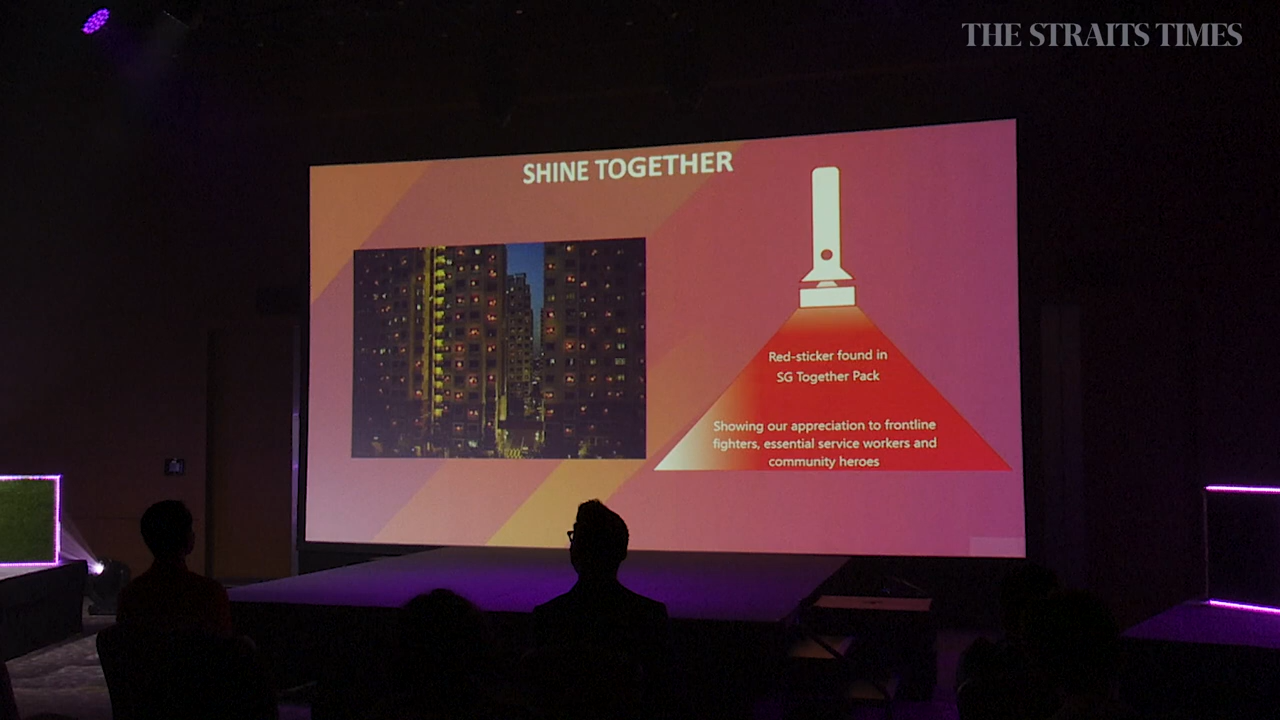 THE STRAITS TIMES
SHINE TOGETHER
Red-sticker found in
SG Together Pack
Showing our appreciation to frontline
fighters, essential service workers and
community heroes